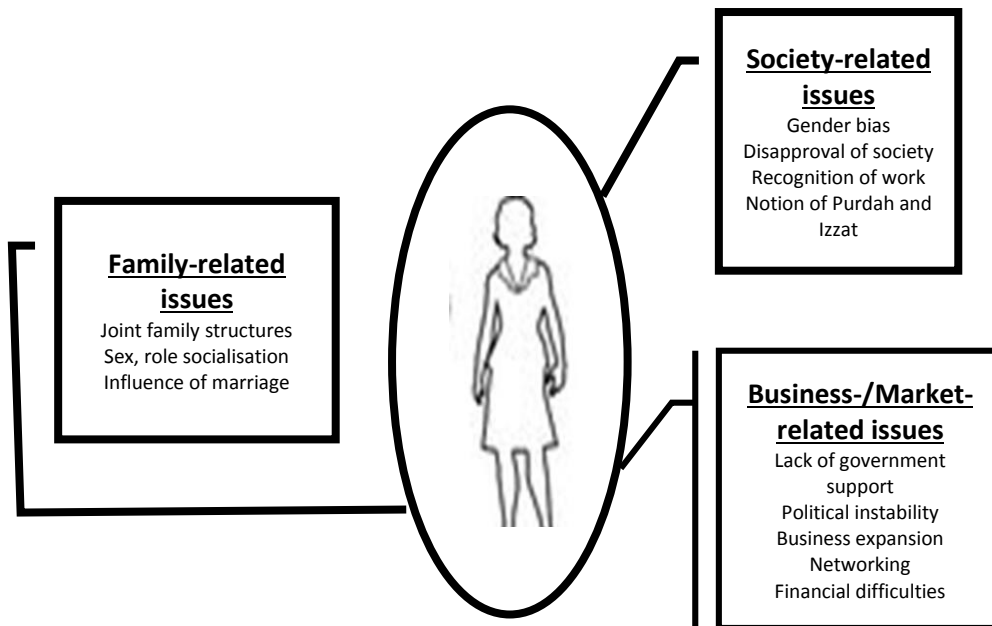 Society-related
issues
Gender bias
Disapproval of society
Recognition of work
Notion of Purdah and
Izzat
Family-related
issues
Joint family structures
Sex, role socialisation
Influence of marriage
Business-/Market-
related issues
Lack of government
support
Political instability
Business expansion
Networking
Financial difficulties